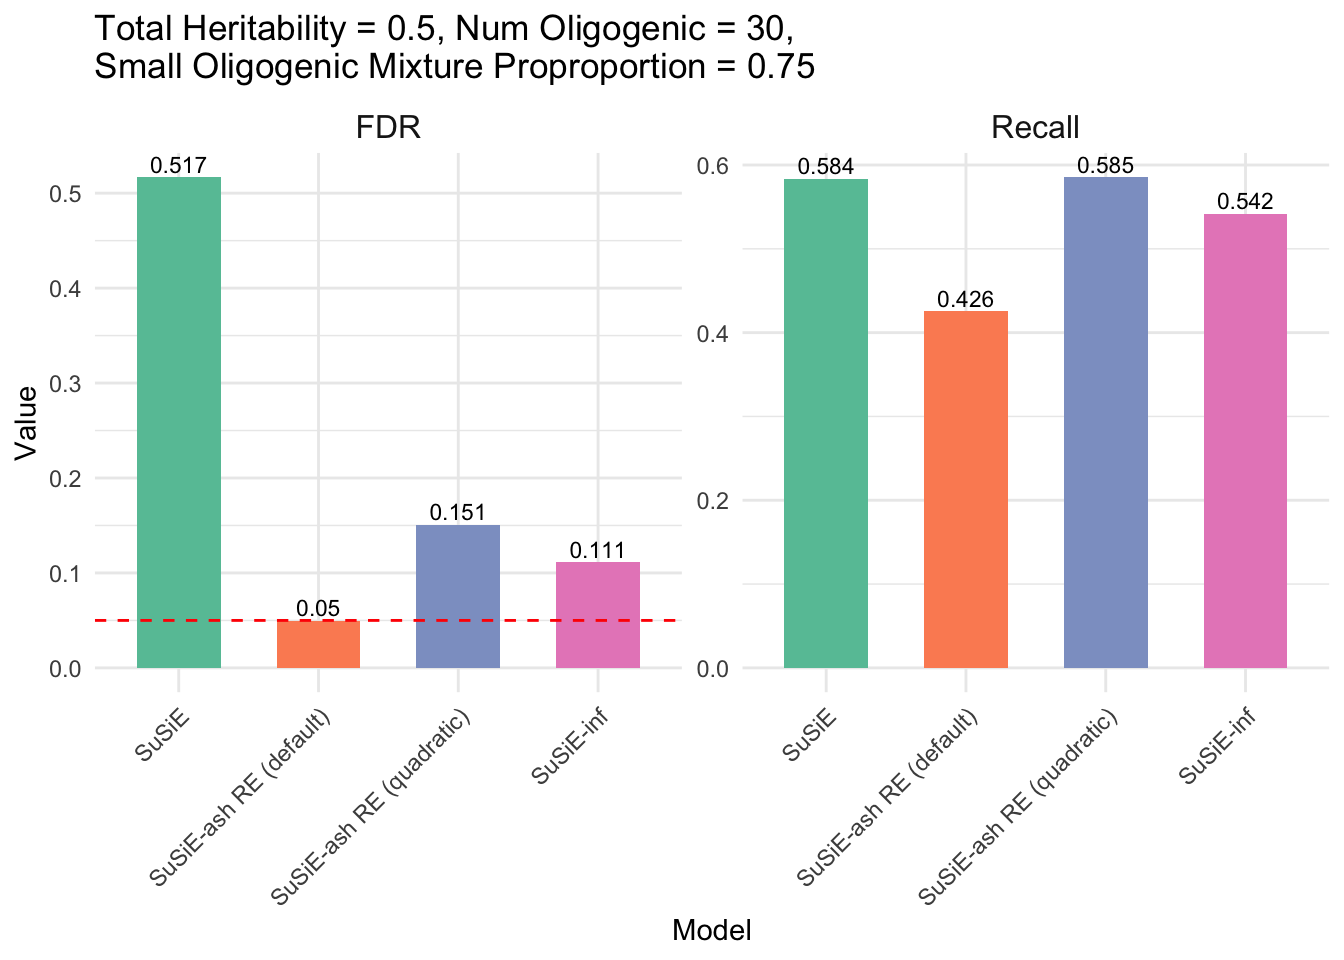 Total Heritability = 0.5, Num Oligogenic = 30,
Small Oligogenic Mixture Proproportion = 0.75
FDR
Recall
Value
0.5
0.4
0.3
0.2
0.1
0.0
0.517
0.05
0.151
0.111
0.6
0.4
0.2
0.0
0.584
0.426
0.585
0.542
SuSiE
SuSiE-ash RE (default)
SuSiE-ash RE (quadratic)
SuSiE-inf
SuSiE
SuSiE-ash RE (default)
SuSiE-ash RE (quadratic)
SuSiE-inf
Model